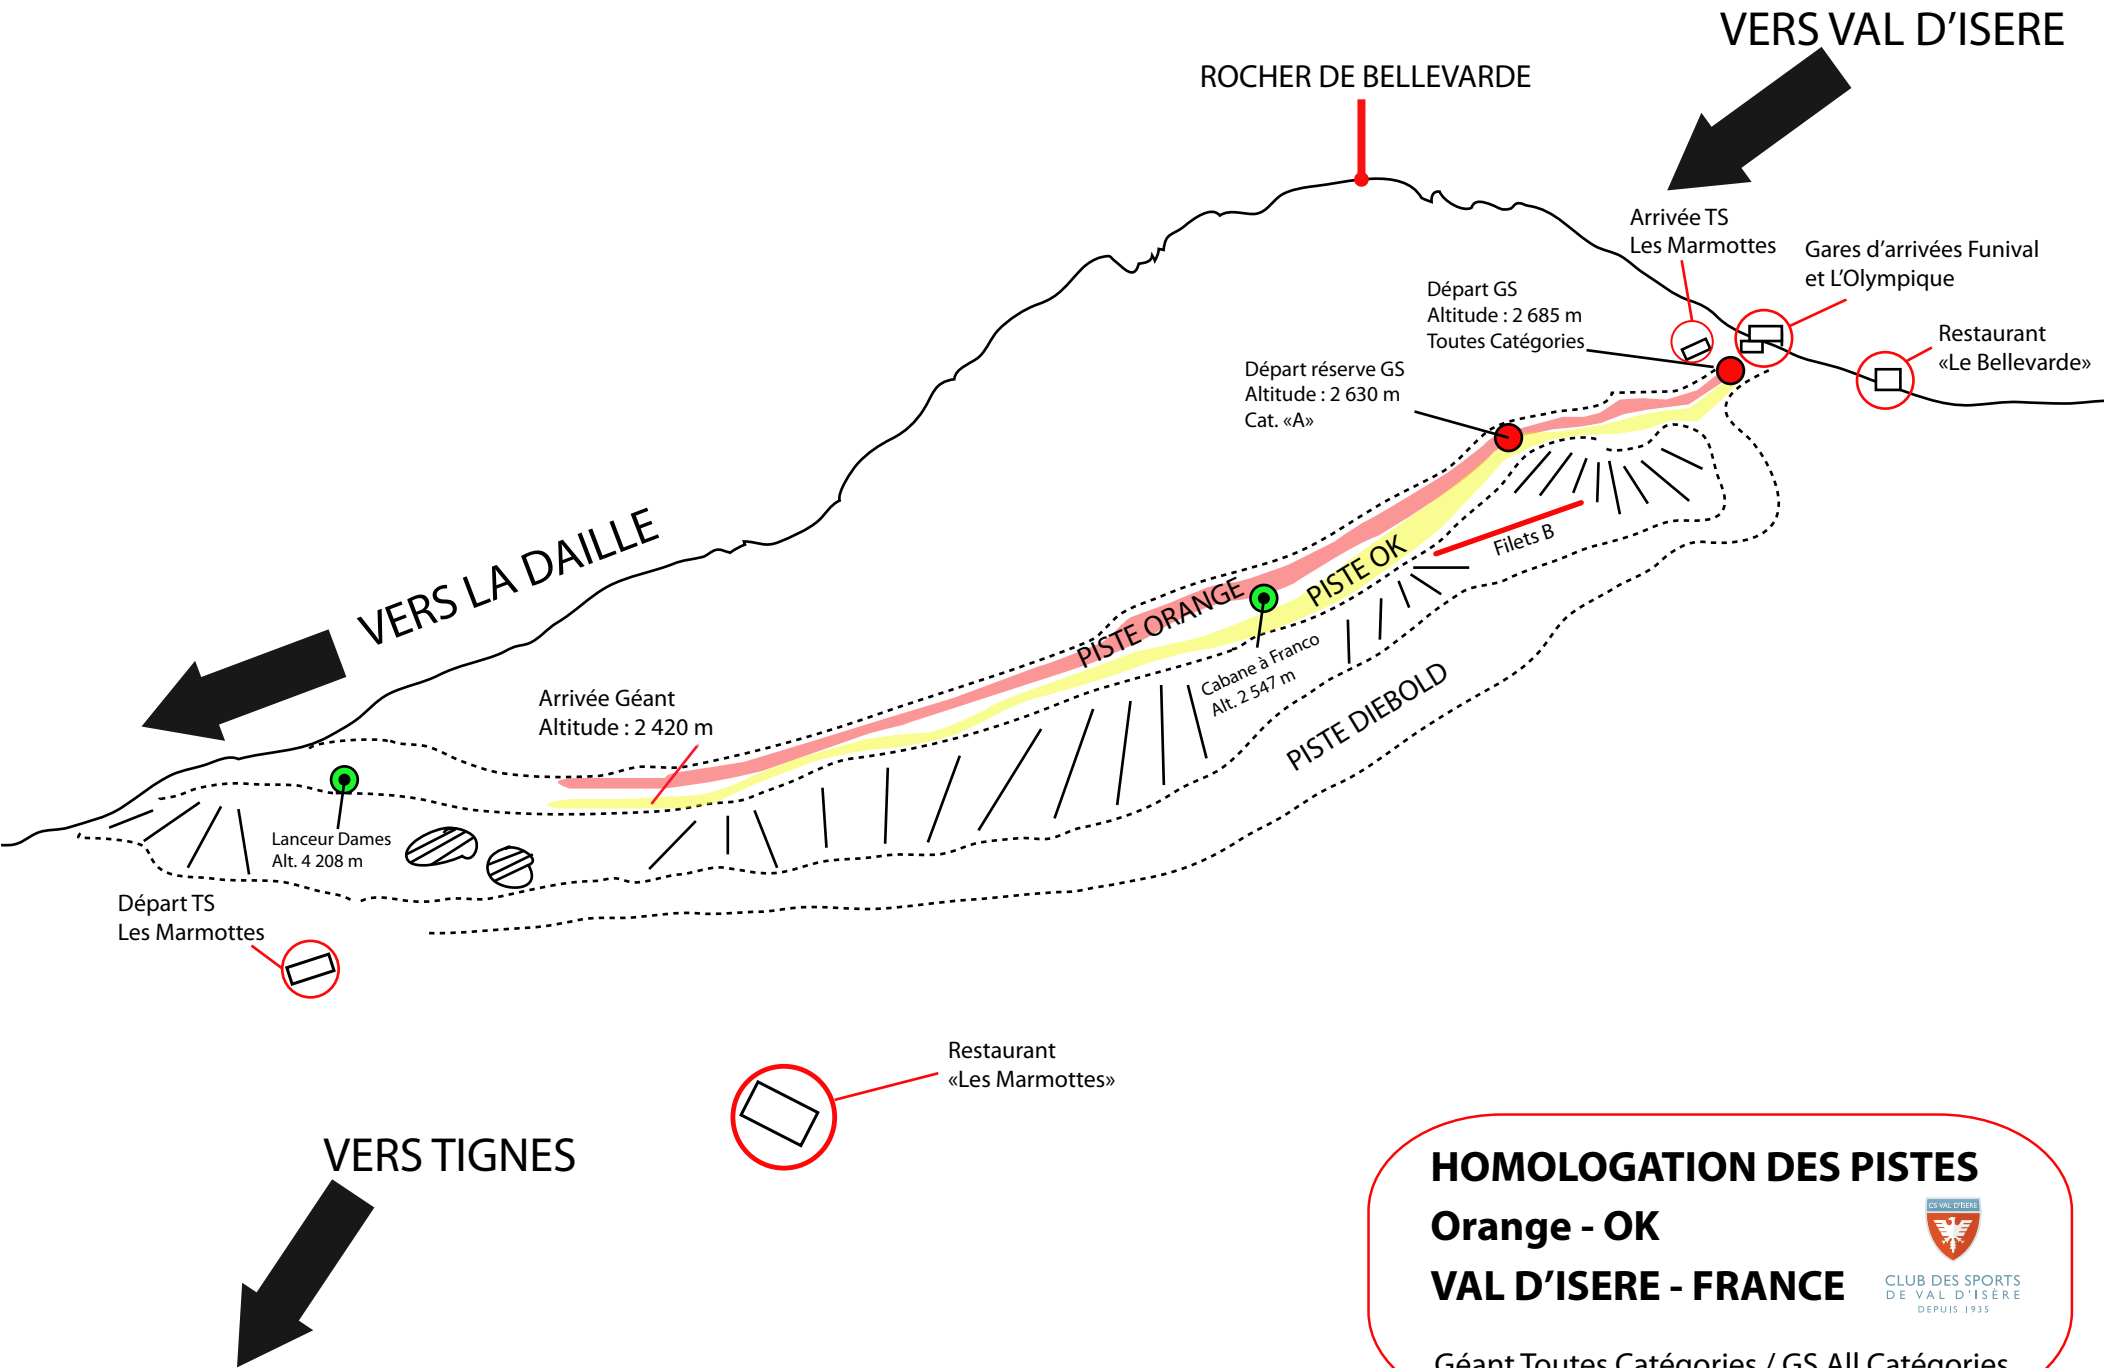 VERS VAL D'ISERE
ROCHER DE BELLEVARDE
Arrivée TS
Les Marmottes
Gares d'arrivées Funival
et L'Olympique
Départ GS
Altitude : 2 685 m
Toutes Catégories
Restaurant
«Le Bellevarde»
Départ réserve GS
Altitude : 2 630 m
Cat. «A»
VERS LA DAILLE
Filets B
PISTE OK
PISTE ORANGE
Cabane à Franco
Alt. 2 547 m
PISTE DIEBOLD
Arrivée Géant
Altitude : 2 420 m
Lanceur Dames
Alt. 4 208 m
Départ TS
Les Marmottes
Restaurant
«Les Marmottes»
VERS TIGNES
HOMOLOGATION DES PISTES
Orange - OK
VAL D'ISERE - FRANCE
CS VAL D'ISERE
CLUB DES SPORTS
DE VAL D'ISÈRE
DEPUIS 1935
Géant Toutes Catégories / GS All Catégories